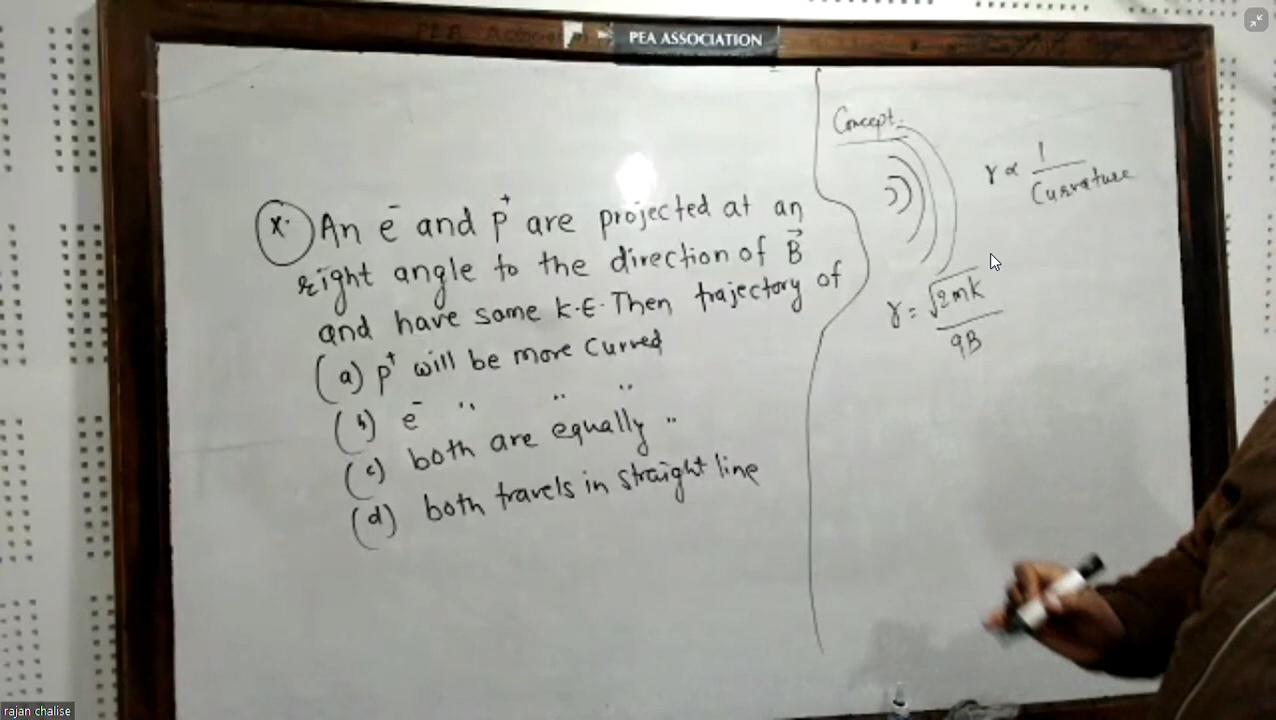 PEA ASSOCIATION
x. An e⁻ and p⁺ are projected at an
right angle to the direction of B⃗
and have same K.E. Then trajectory of
(a) p⁺ will be more curved
(b) e⁻ " " "
(c) both are equally "
(d) both travels in straight line
Concept:
r ∝ 1/Curvature
r = √2mk/qB
rajan chalise